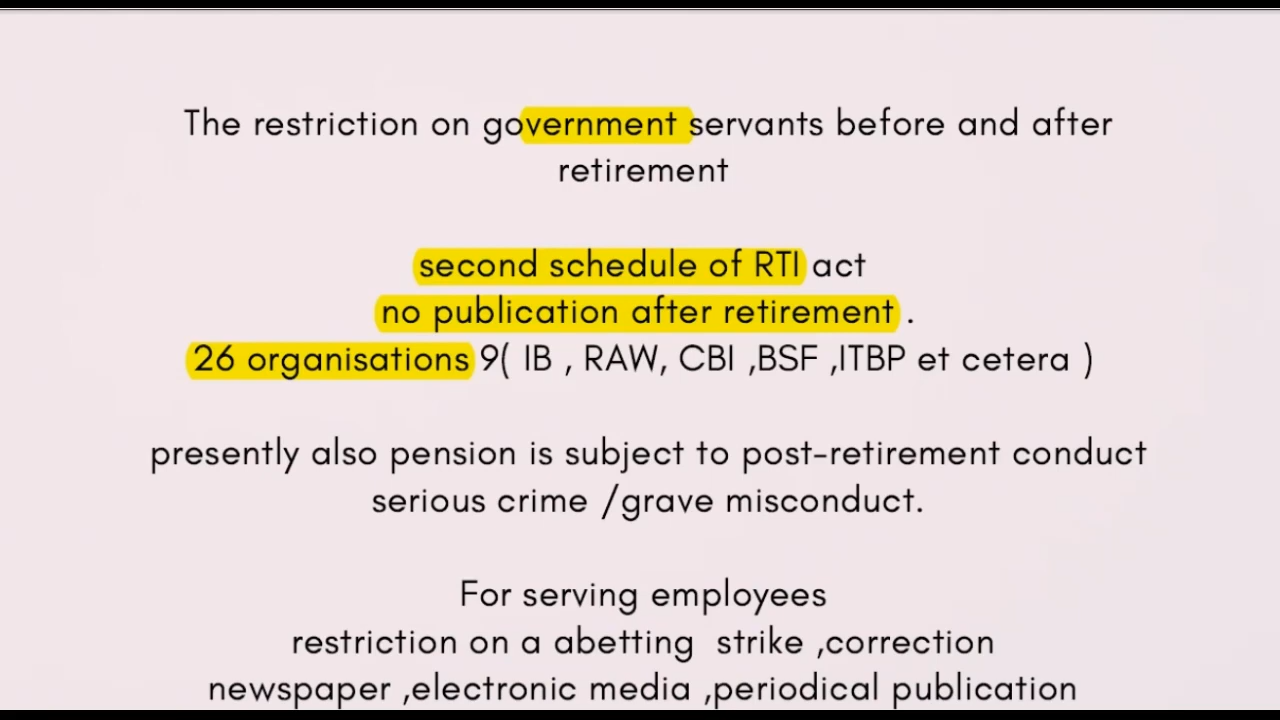 The restriction on government servants before and after
retirement
second schedule of RTI act
no publication after retirement .
26 organisations 9( IB , RAW, CBI ,BSF ,ITBP et cetera )
presently also pension is subject to post-retirement conduct
serious crime /grave misconduct.
For serving employees
restriction on a abetting strike ,correction
newspaper ,electronic media ,periodical publication